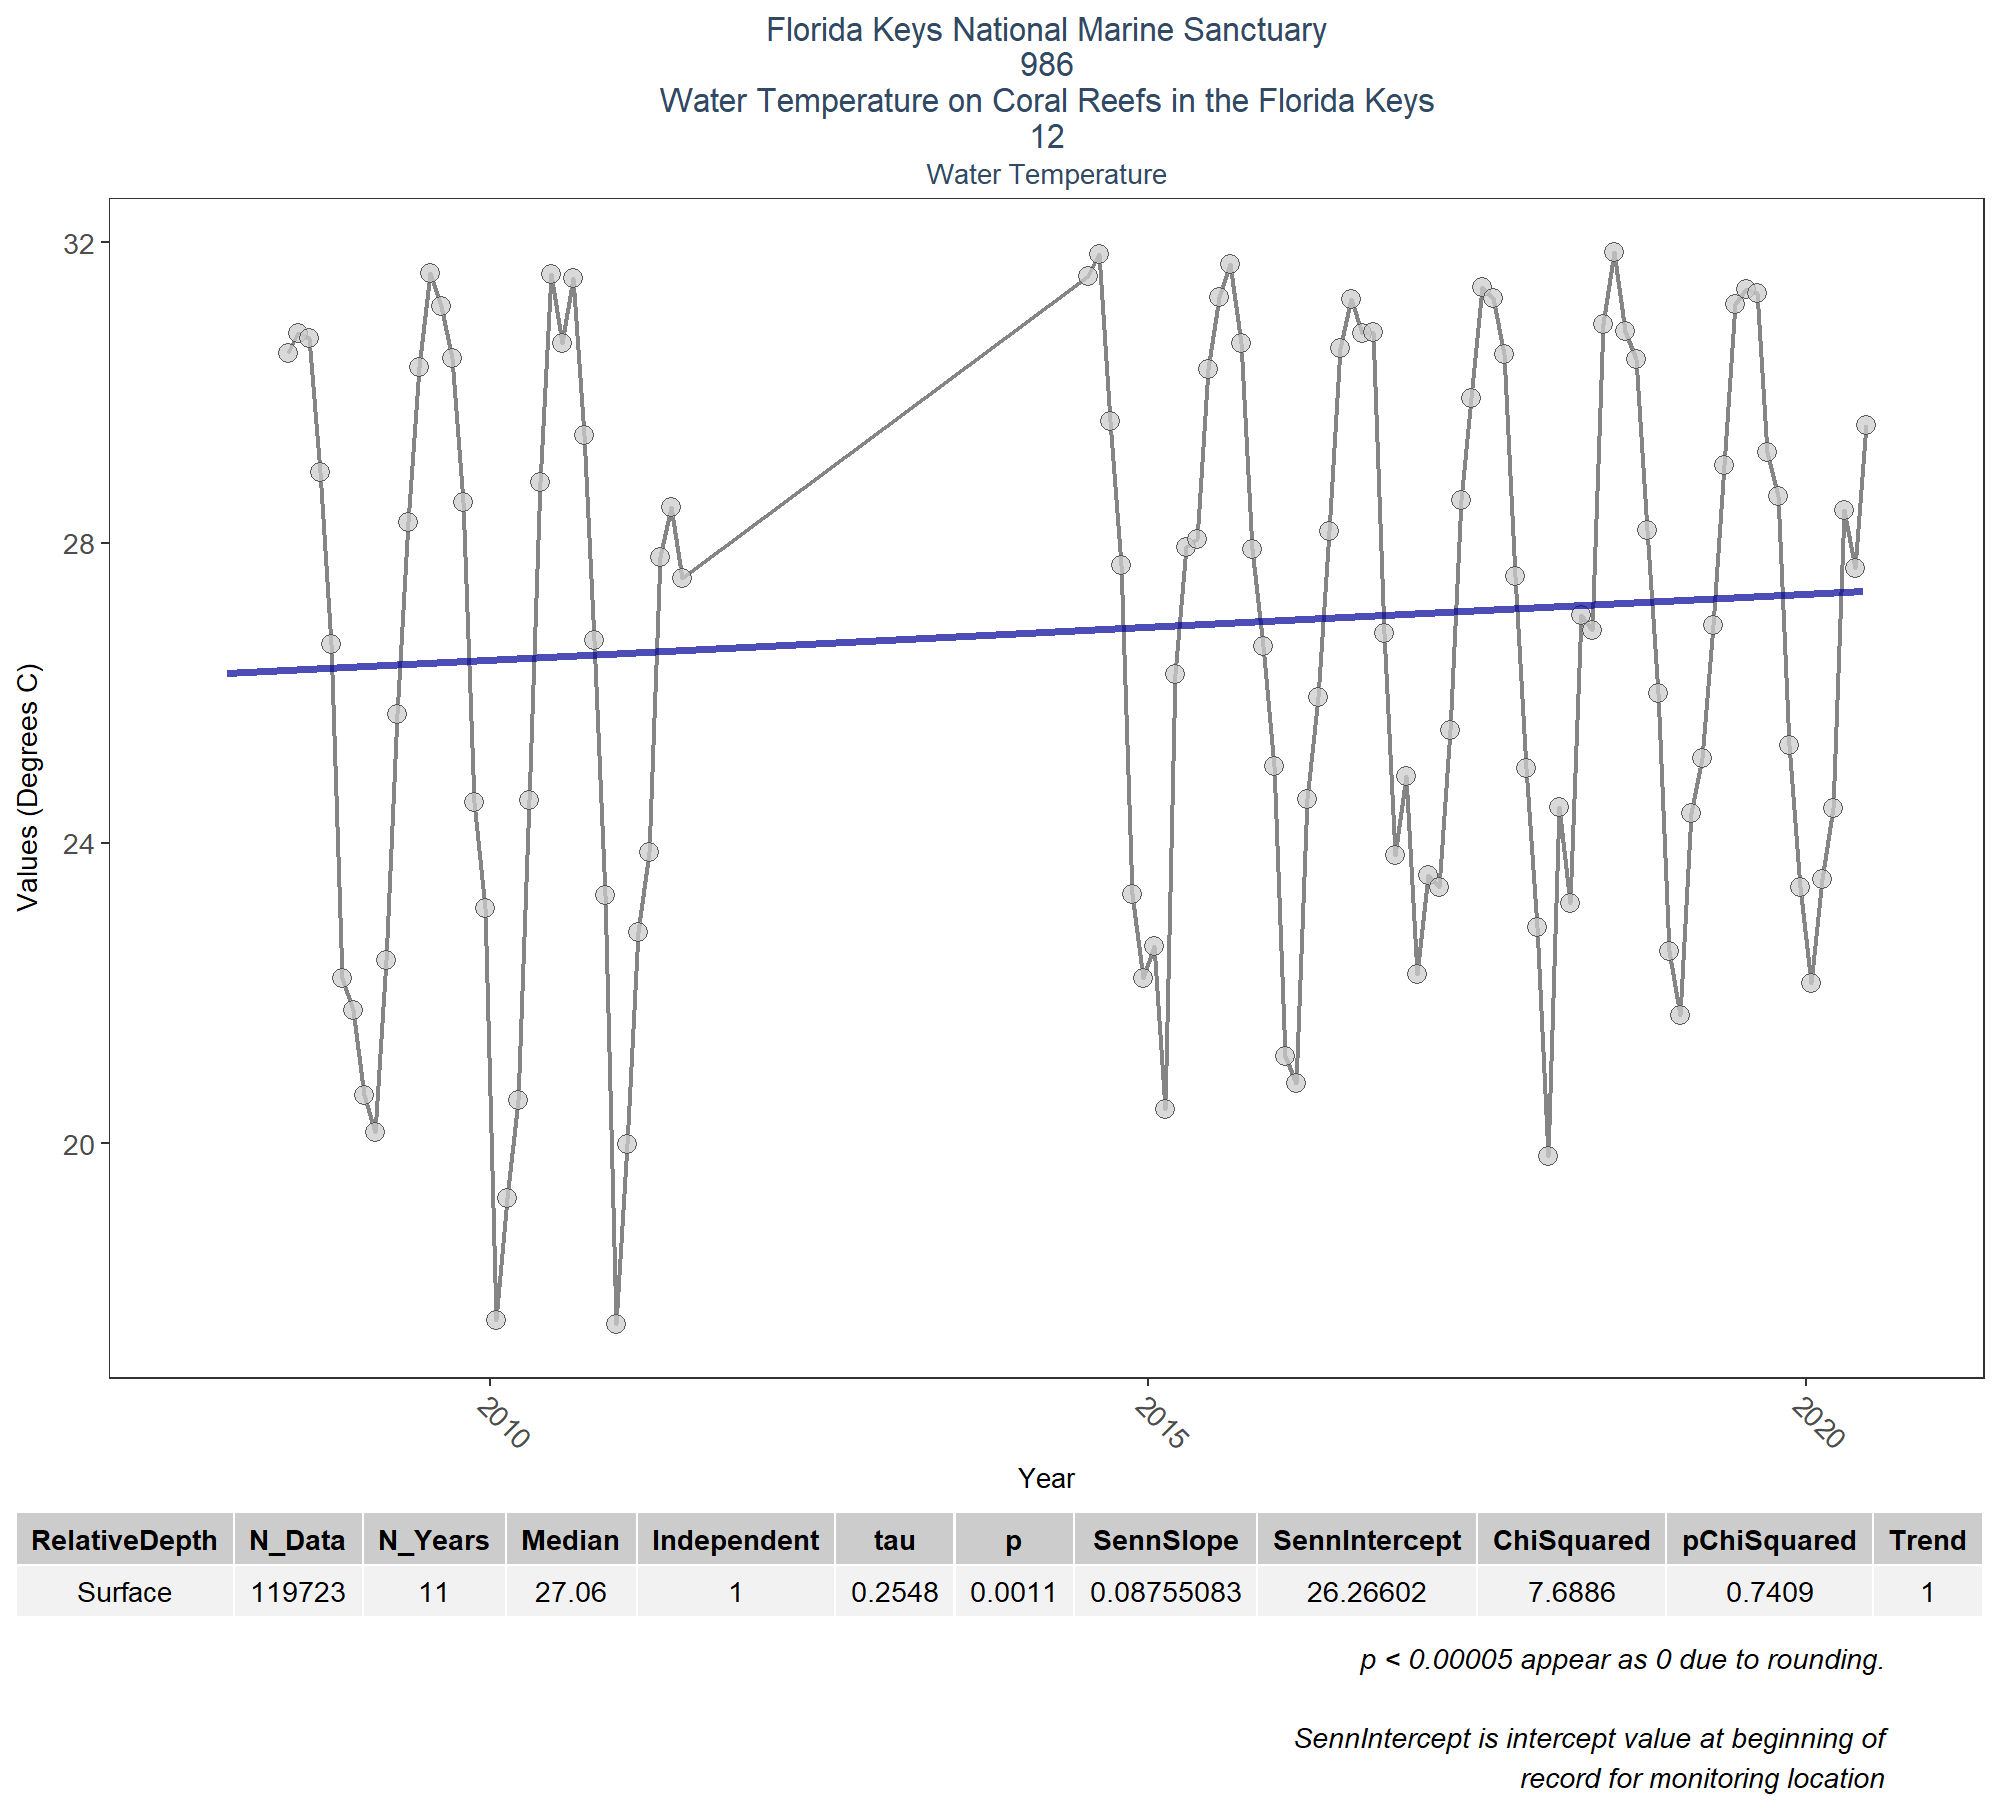 Florida Keys National Marine Sanctuary
986
Water Temperature on Coral Reefs in the Florida Keys
12
Water Temperature
32
28
24
20
Values (Degrees C)
2010
2015
2020
Year
RelativeDepth N_Data N_Years Median Independent tau p SennSlope SennIntercept ChiSquared pChiSquared Trend
Surface 119723 11 27.06 1 0.2548 0.0011 0.08755083 26.26602 7.6886 0.7409 1
p < 0.00005 appear as 0 due to rounding.
SennIntercept is intercept value at beginning of
record for monitoring location